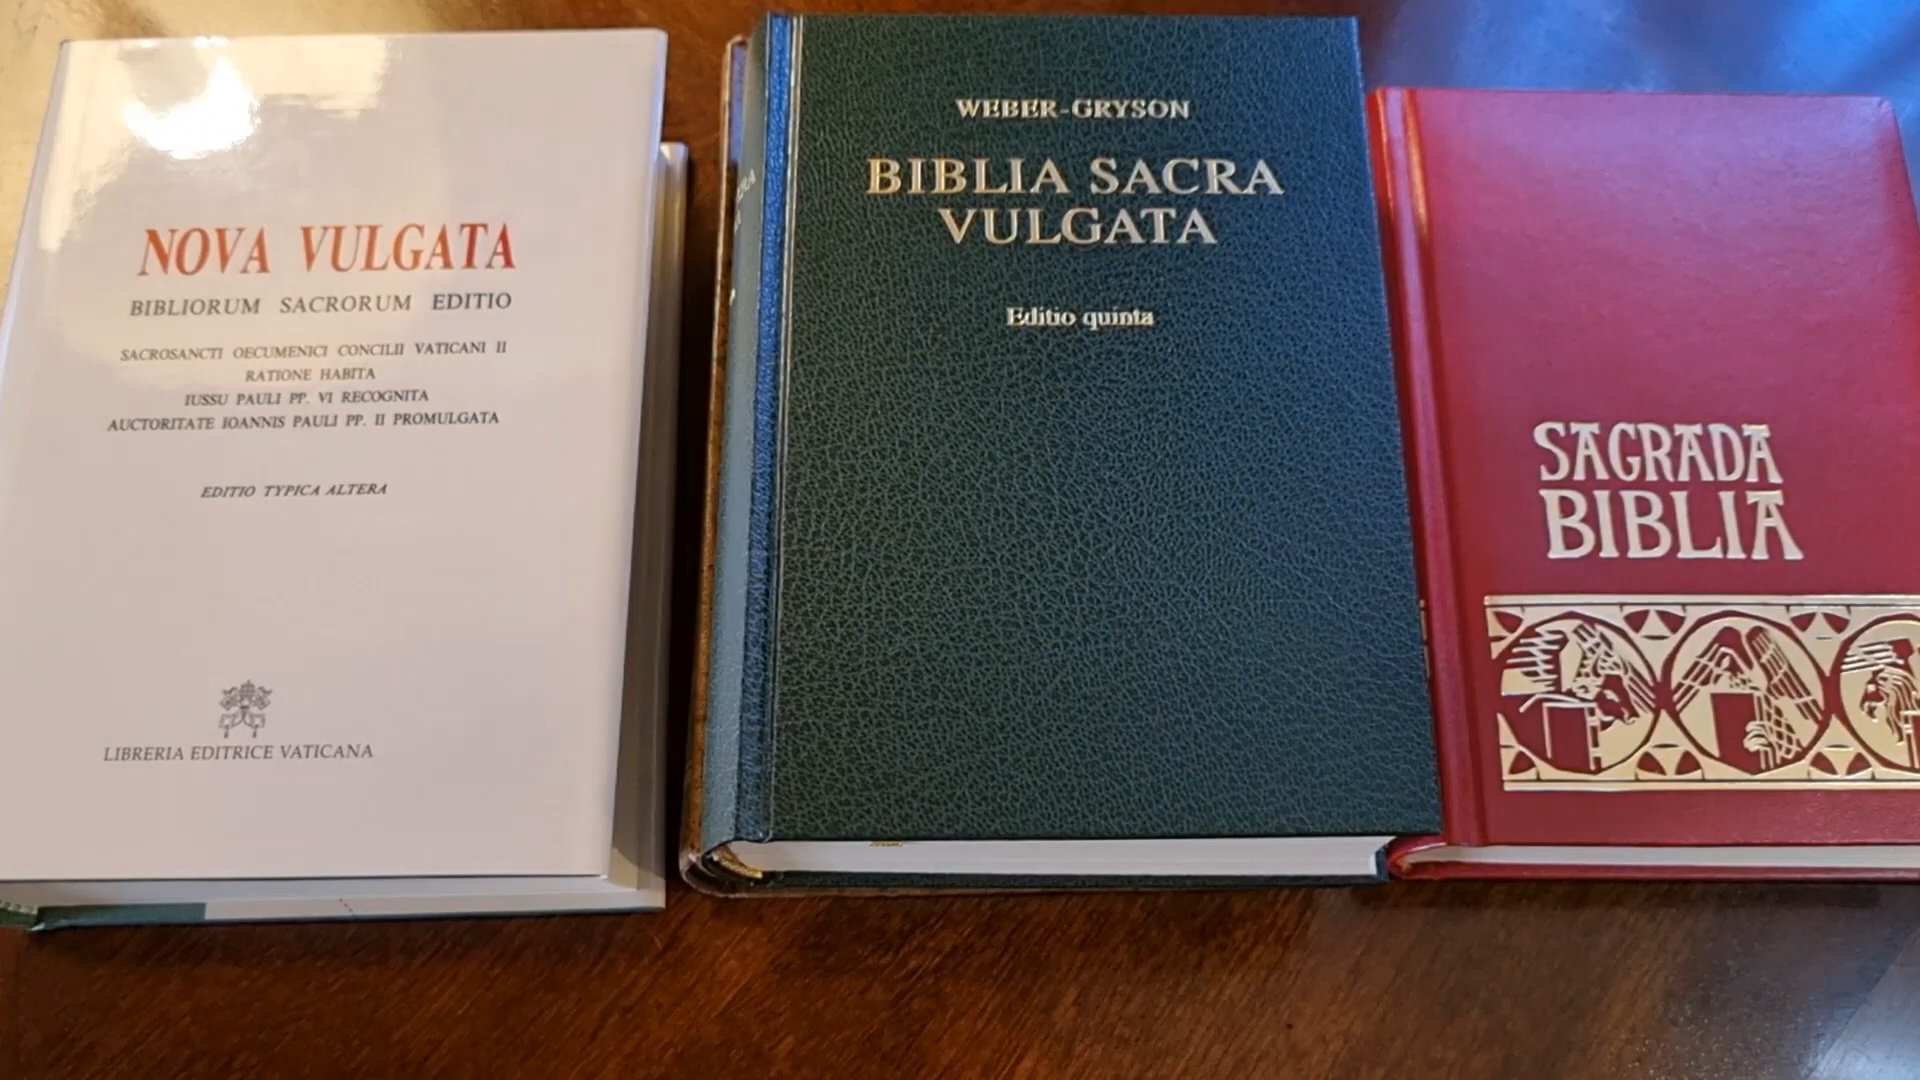 NOVA VULGATA
BIBLIORUM SACRORUM EDITIO
SACROSANCTI OECUMENICI CONCILII VATICANI II
RATIONE HABITA
IUSSU PAULI PP. VI RECOGNITA
AUCTORITATE IOANNIS PAULI PP. II PROMULGATA
EDITIO TYPICA ALTERA
LIBRERIA EDITRICE VATICANA
WEBER-GRYSON
BIBLIA SACRA
VULGATA
Editio quinta
SAGRADA
BIBLIA